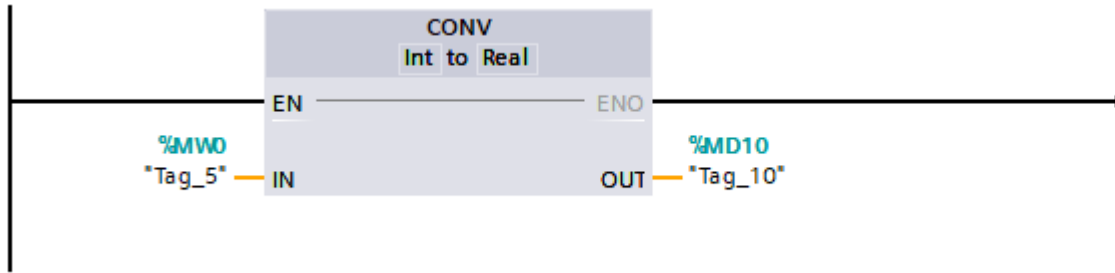 CONV
Int to Real
EN
ENO
%MW0
"Tag_5"
IN
%MD10
OUT
"Tag_10"